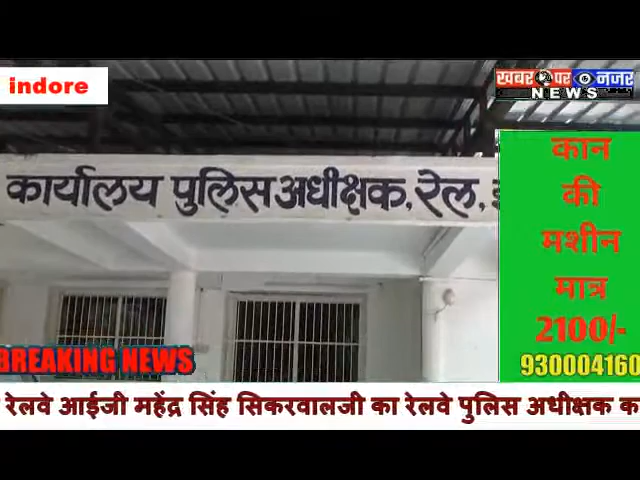 indore
खबर पर नजर
NEWS
कार्यालय पुलिस अधीक्षक, रेल,
कान
की
मशीन
मात्र
2100/-
930004160
BREAKING NEWS
रेलवे आईजी महेंद्र सिंह सिकरवालजी का रेलवे पुलिस अधीक्षक